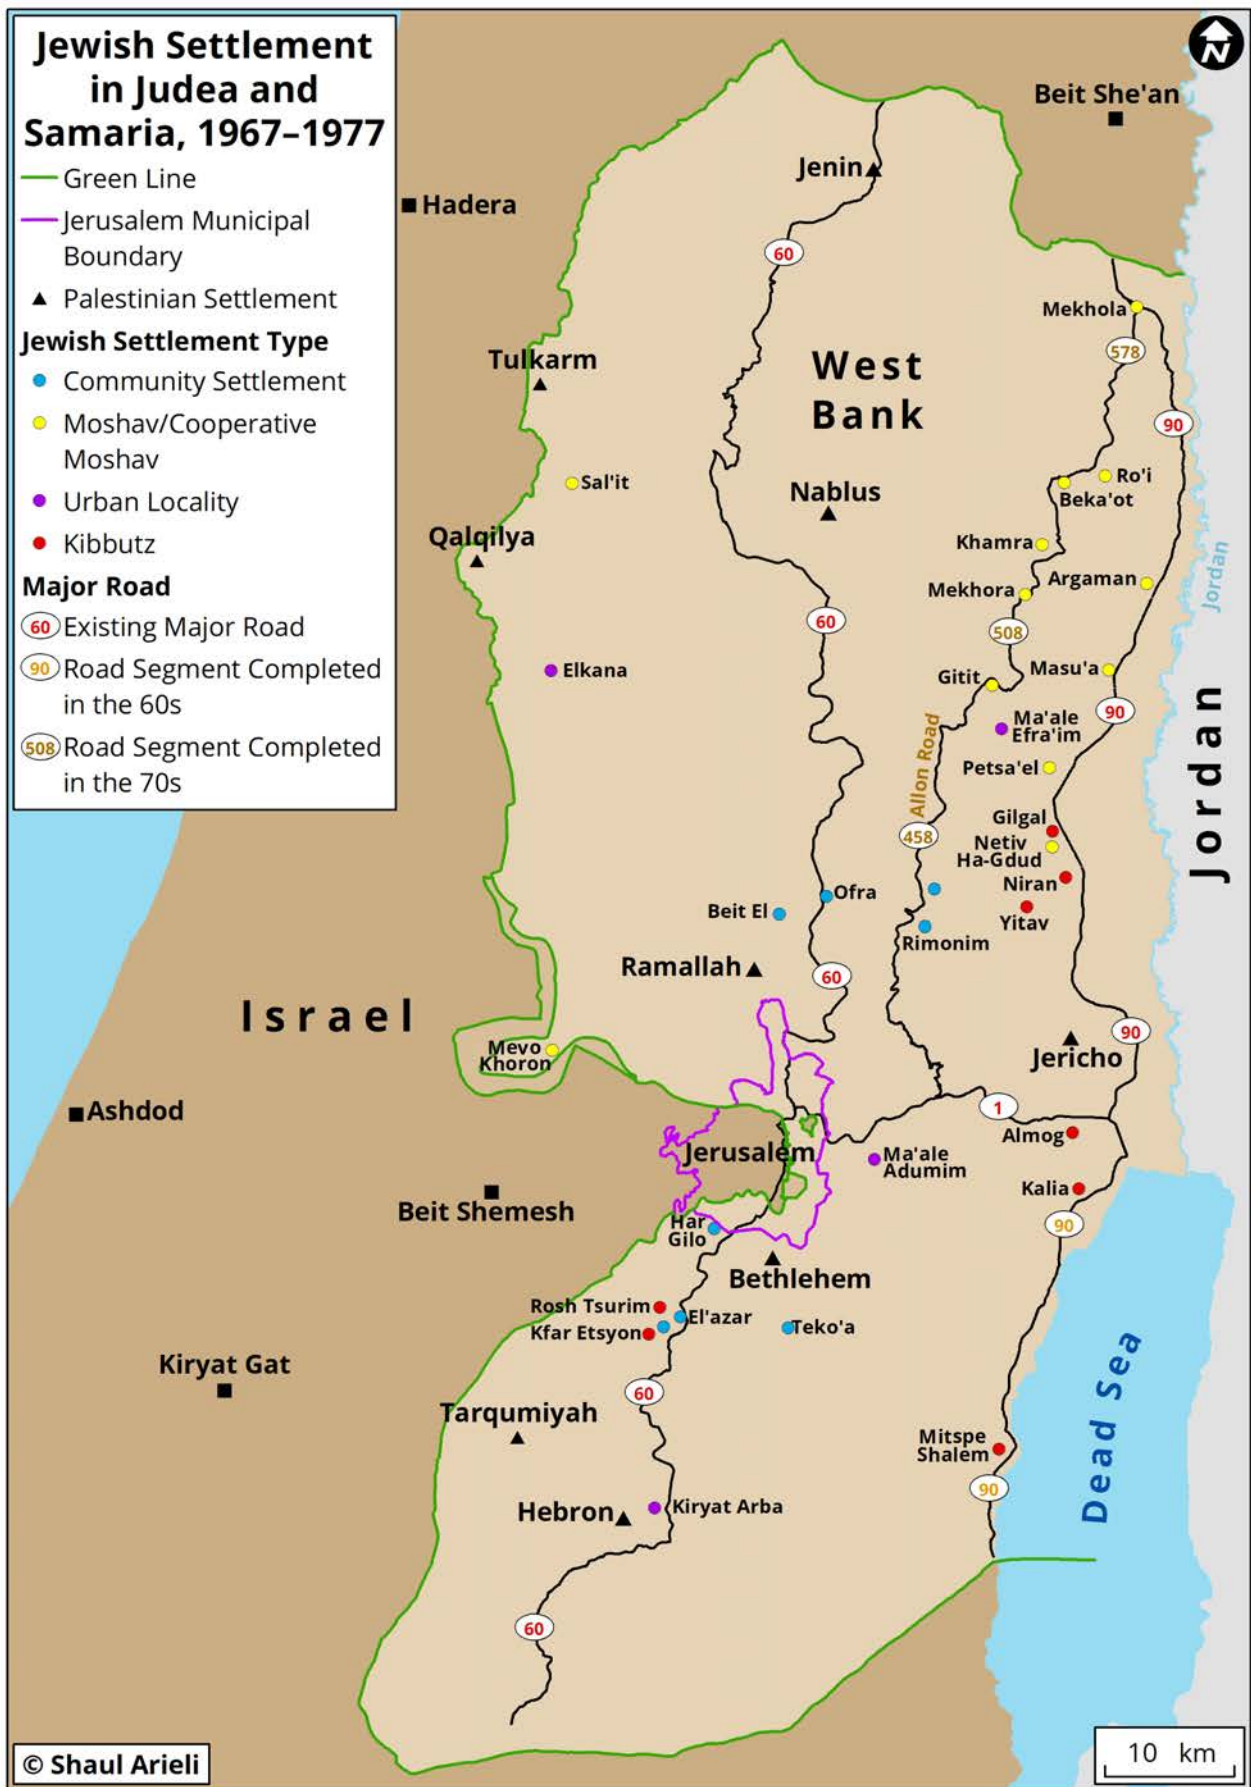 Jewish Settlement
in Judea and
Samaria, 1967–1977
Green Line
Jerusalem Municipal
Boundary
Palestinian Settlement
Jewish Settlement Type
Community Settlement
Moshav/Cooperative
Moshav
Urban Locality
Kibbutz
Major Road
60 Existing Major Road
90 Road Segment Completed
in the 60s
508 Road Segment Completed
in the 70s
N
Beit She'an
Jenin
Hadera
60
Mekhola
578
Tulkarm
West
Bank
90
Sal'it
Ro'i
Beka'ot
Nablus
Qalqilya
Khamra
Argaman
Jordan
Mekhora
60
508
Elkana
Gitit
Masu'a
90
Ma'ale
Efra'im
Jordan
Allon Road
Petsa'el
Gilgal
458
Netiv
Ha-Gdud
Niran
Ofra
Beit El
Yitav
Rimonim
Ramallah
60
Israel
90
Mevo
Khoron
Jericho
1
Ashdod
Almog
Jerusalem
Ma'ale
Adumim
Kalia
Beit Shemesh
90
Har
Gilo
Bethlehem
Rosh Tsurim
El'azar
Kfar Etsyon
Teko'a
Dead Sea
Kiryat Gat
60
Tarqumiyah
Mitspe
Shalem
90
Hebron
Kiryat Arba
60
© Shaul Arieli
10 km